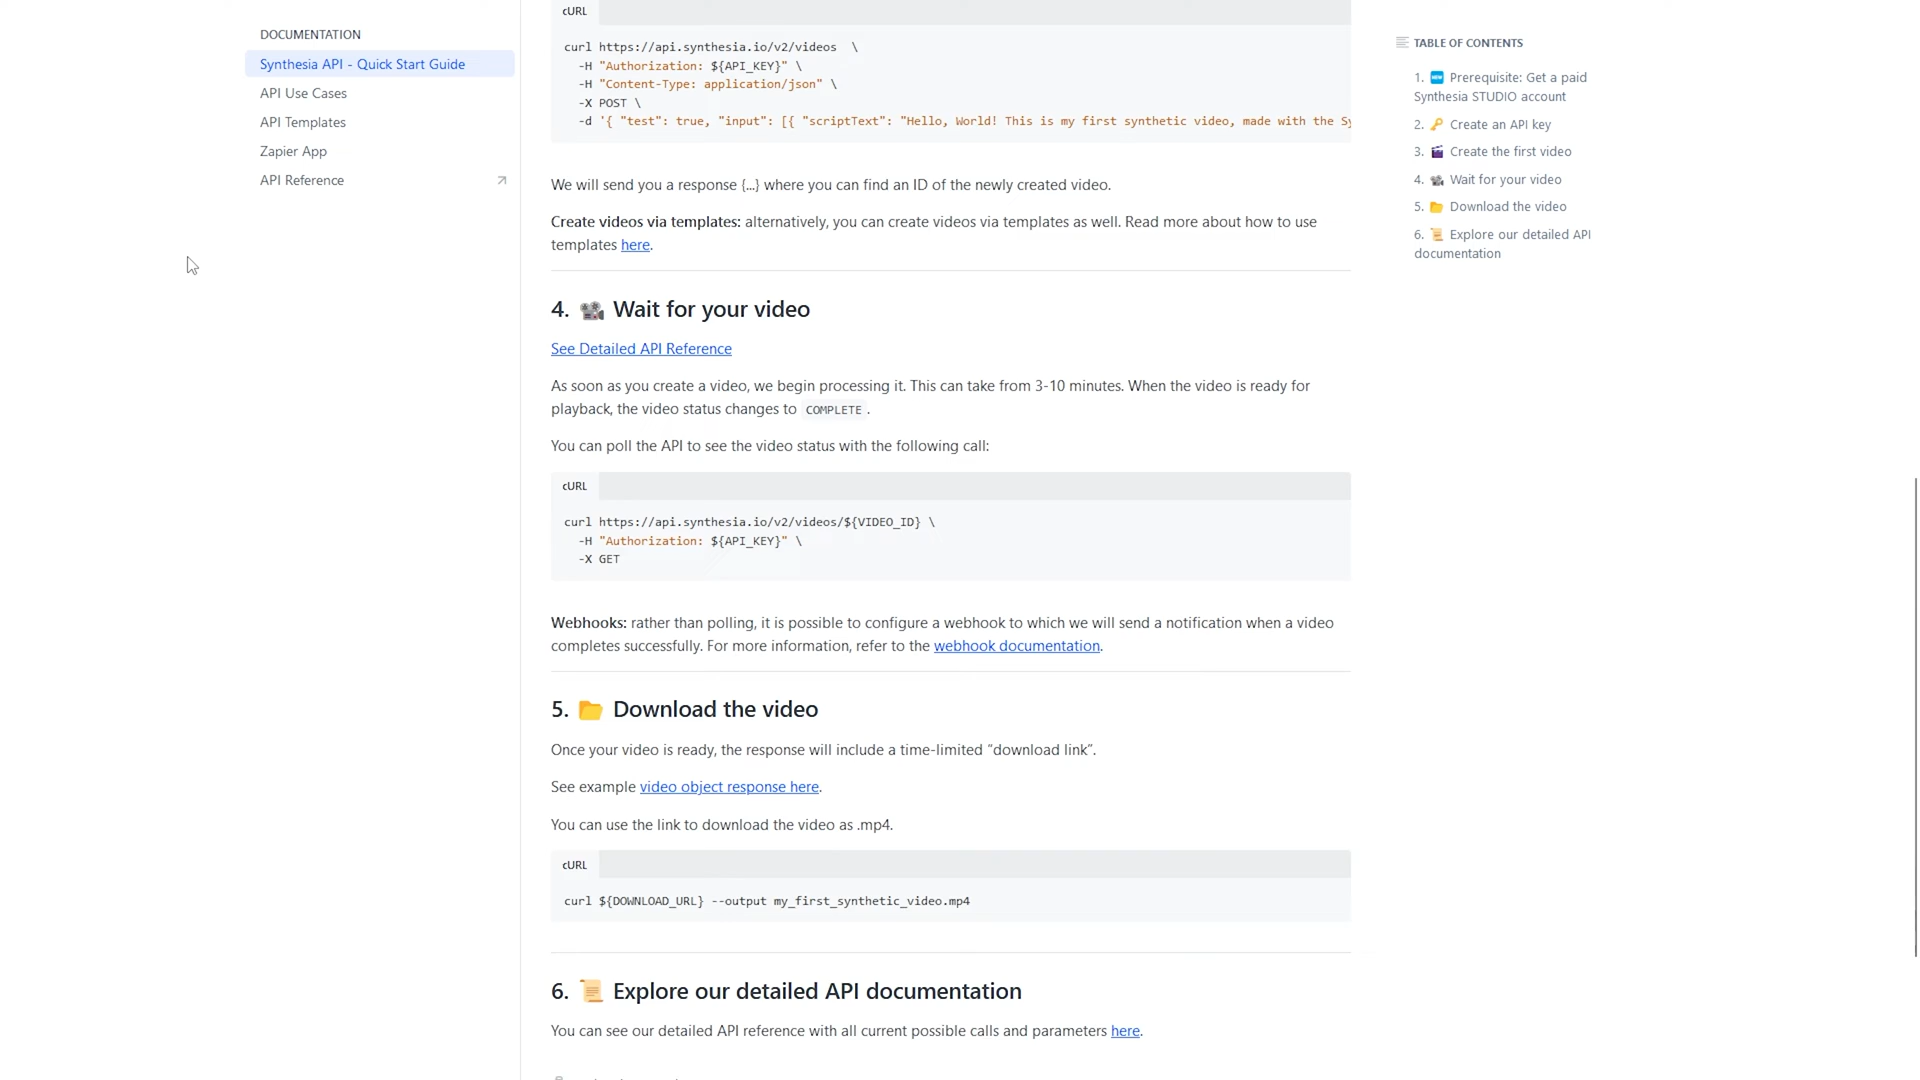 DOCUMENTATION
Synthesia API - Quick Start Guide
API Use Cases
API Templates
Zapier App
API Reference
cURL
curl https://api.synthesia.io/v2/videos \
-H "Authorization: ${API_KEY}" \
-H "Content-Type: application/json" \
-X POST \
-d '{ "test": true, "input": [{ "scriptText": "Hello, World! This is my first synthetic video, made with the Sy
We will send you a response {...} where you can find an ID of the newly created video.
Create videos via templates: alternatively, you can create videos via templates as well. Read more about how to use
templates here.
4. Wait for your video
See Detailed API Reference
As soon as you create a video, we begin processing it. This can take from 3-10 minutes. When the video is ready for
playback, the video status changes to COMPLETE .
You can poll the API to see the video status with the following call:
cURL
curl https://api.synthesia.io/v2/videos/${VIDEO_ID} \
-H "Authorization: ${API_KEY}" \
-X GET
Webhooks: rather than polling, it is possible to configure a webhook to which we will send a notification when a video
completes successfully. For more information, refer to the webhook documentation.
5. Download the video
Once your video is ready, the response will include a time-limited “download link”.
See example video object response here.
You can use the link to download the video as .mp4.
cURL
curl ${DOWNLOAD_URL} --output my_first_synthetic_video.mp4
6. Explore our detailed API documentation
You can see our detailed API reference with all current possible calls and parameters here.
TABLE OF CONTENTS
1. NEW Prerequisite: Get a paid
Synthesia STUDIO account
2. Create an API key
3. Create the first video
4. Wait for your video
5. Download the video
6. Explore our detailed API
documentation